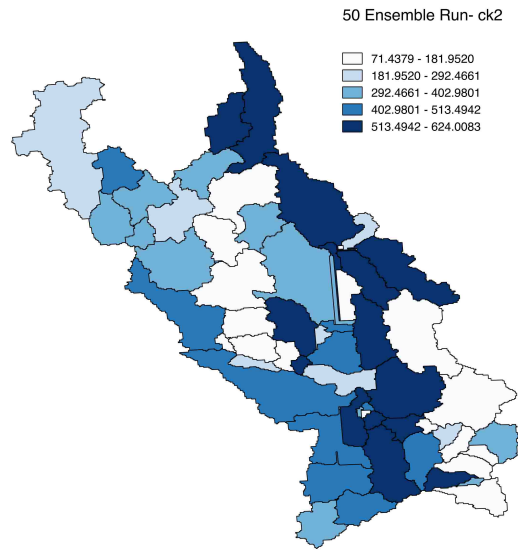 50 Ensemble Run- ck2
71.4379 - 181.9520
181.9520 - 292.4661
292.4661 - 402.9801
402.9801 - 513.4942
513.4942 - 624.0083